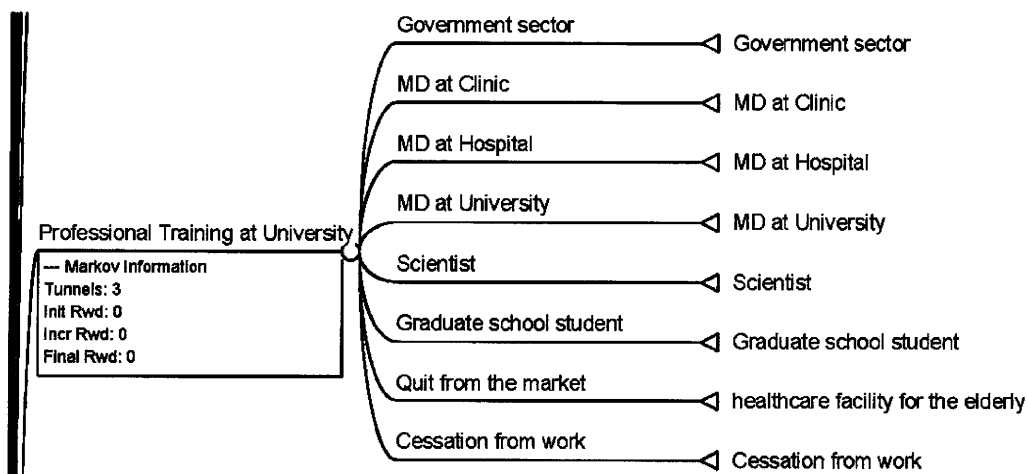 Government sector
Government sector
MD at Clinic
MD at Clinic
MD at Hospital
MD at Hospital
MD at University
MD at University
Professional Training at University
Scientist
Scientist
--- Markov Information
Tunnels: 3
Init Rwd: 0
Incr Rwd: 0
Final Rwd: 0
Graduate school student
Graduate school student
Quit from the market
healthcare facility for the elderly
Cessation from work
Cessation from work